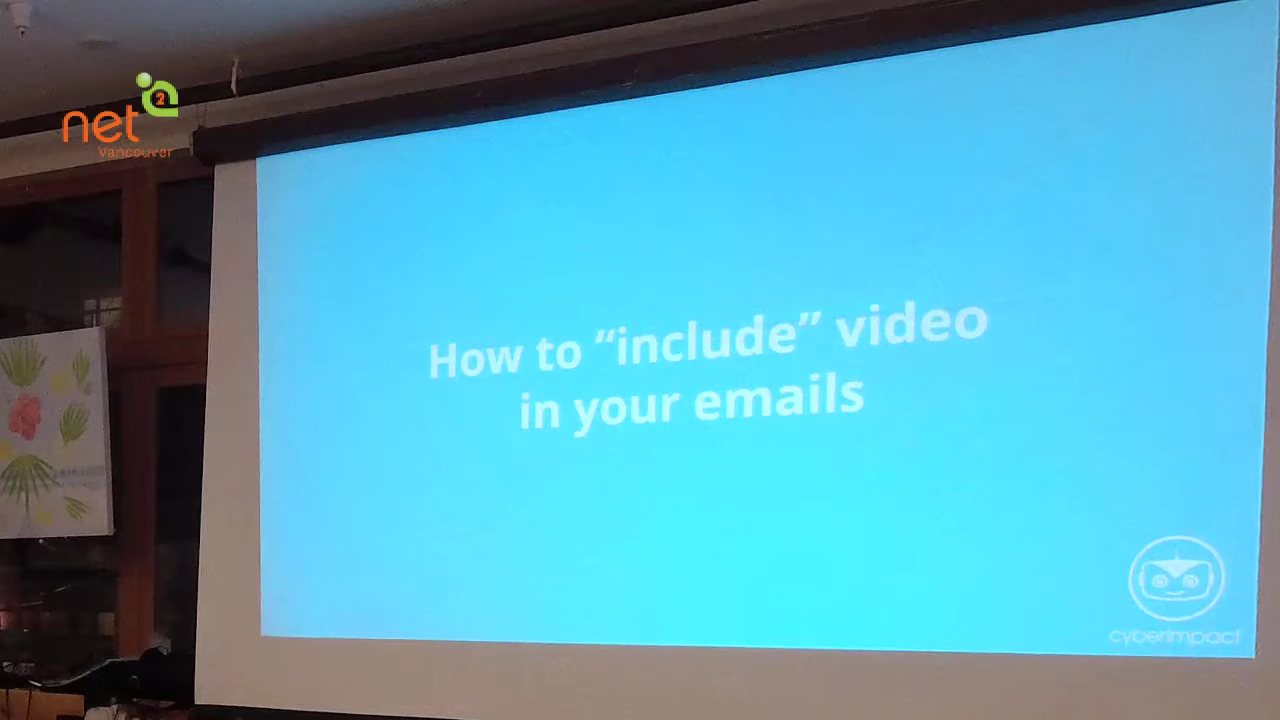 net
2
Vancouver
How to “include” video
in your emails
cyberimpact